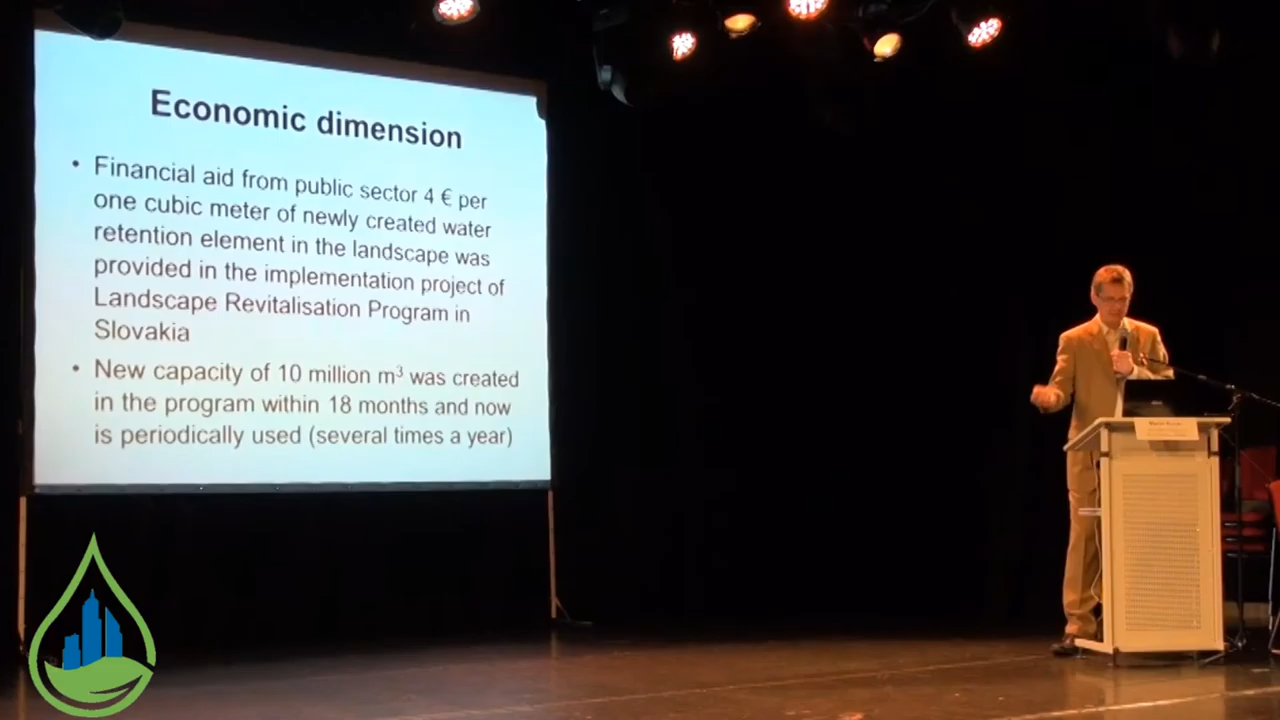 Economic dimension
• Financial aid from public sector 4 € per
one cubic meter of newly created water
retention element in the landscape was
provided in the implementation project of
Landscape Revitalisation Program in
Slovakia
• New capacity of 10 million m³ was created
in the program within 18 months and now
is periodically used (several times a year)